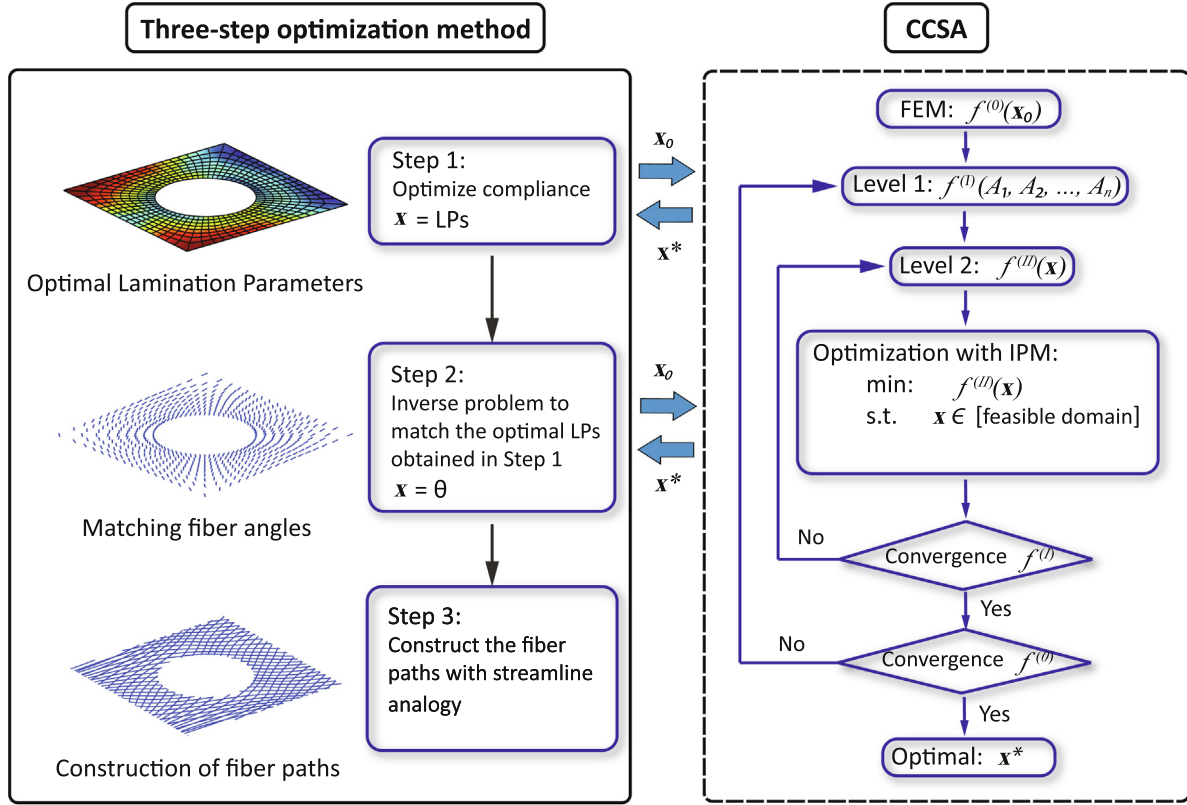 Three-step optimization method
Step 1:
Optimize compliance
x = LPs
Optimal Lamination Parameters
Step 2:
Inverse problem to
match the optimal LPs
obtained in Step 1
x = θ
Matching fiber angles
Step 3:
Construct the fiber
paths with streamline
analogy
Construction of fiber paths
x₀
x*
x₀
x*
CCSA
FEM: f⁽⁰⁾(x₀)
Level 1: f⁽ᴵ⁾(A₁, A₂, ..., Aₙ)
Level 2: f⁽ᴵᴵ⁾(x)
Optimization with IPM:
min: f⁽ᴵᴵ⁾(x)
s.t. x ∈ [feasible domain]
Convergence f⁽ᴵ⁾
No
Yes
Convergence f⁽⁰⁾
No
Yes
Optimal: x*